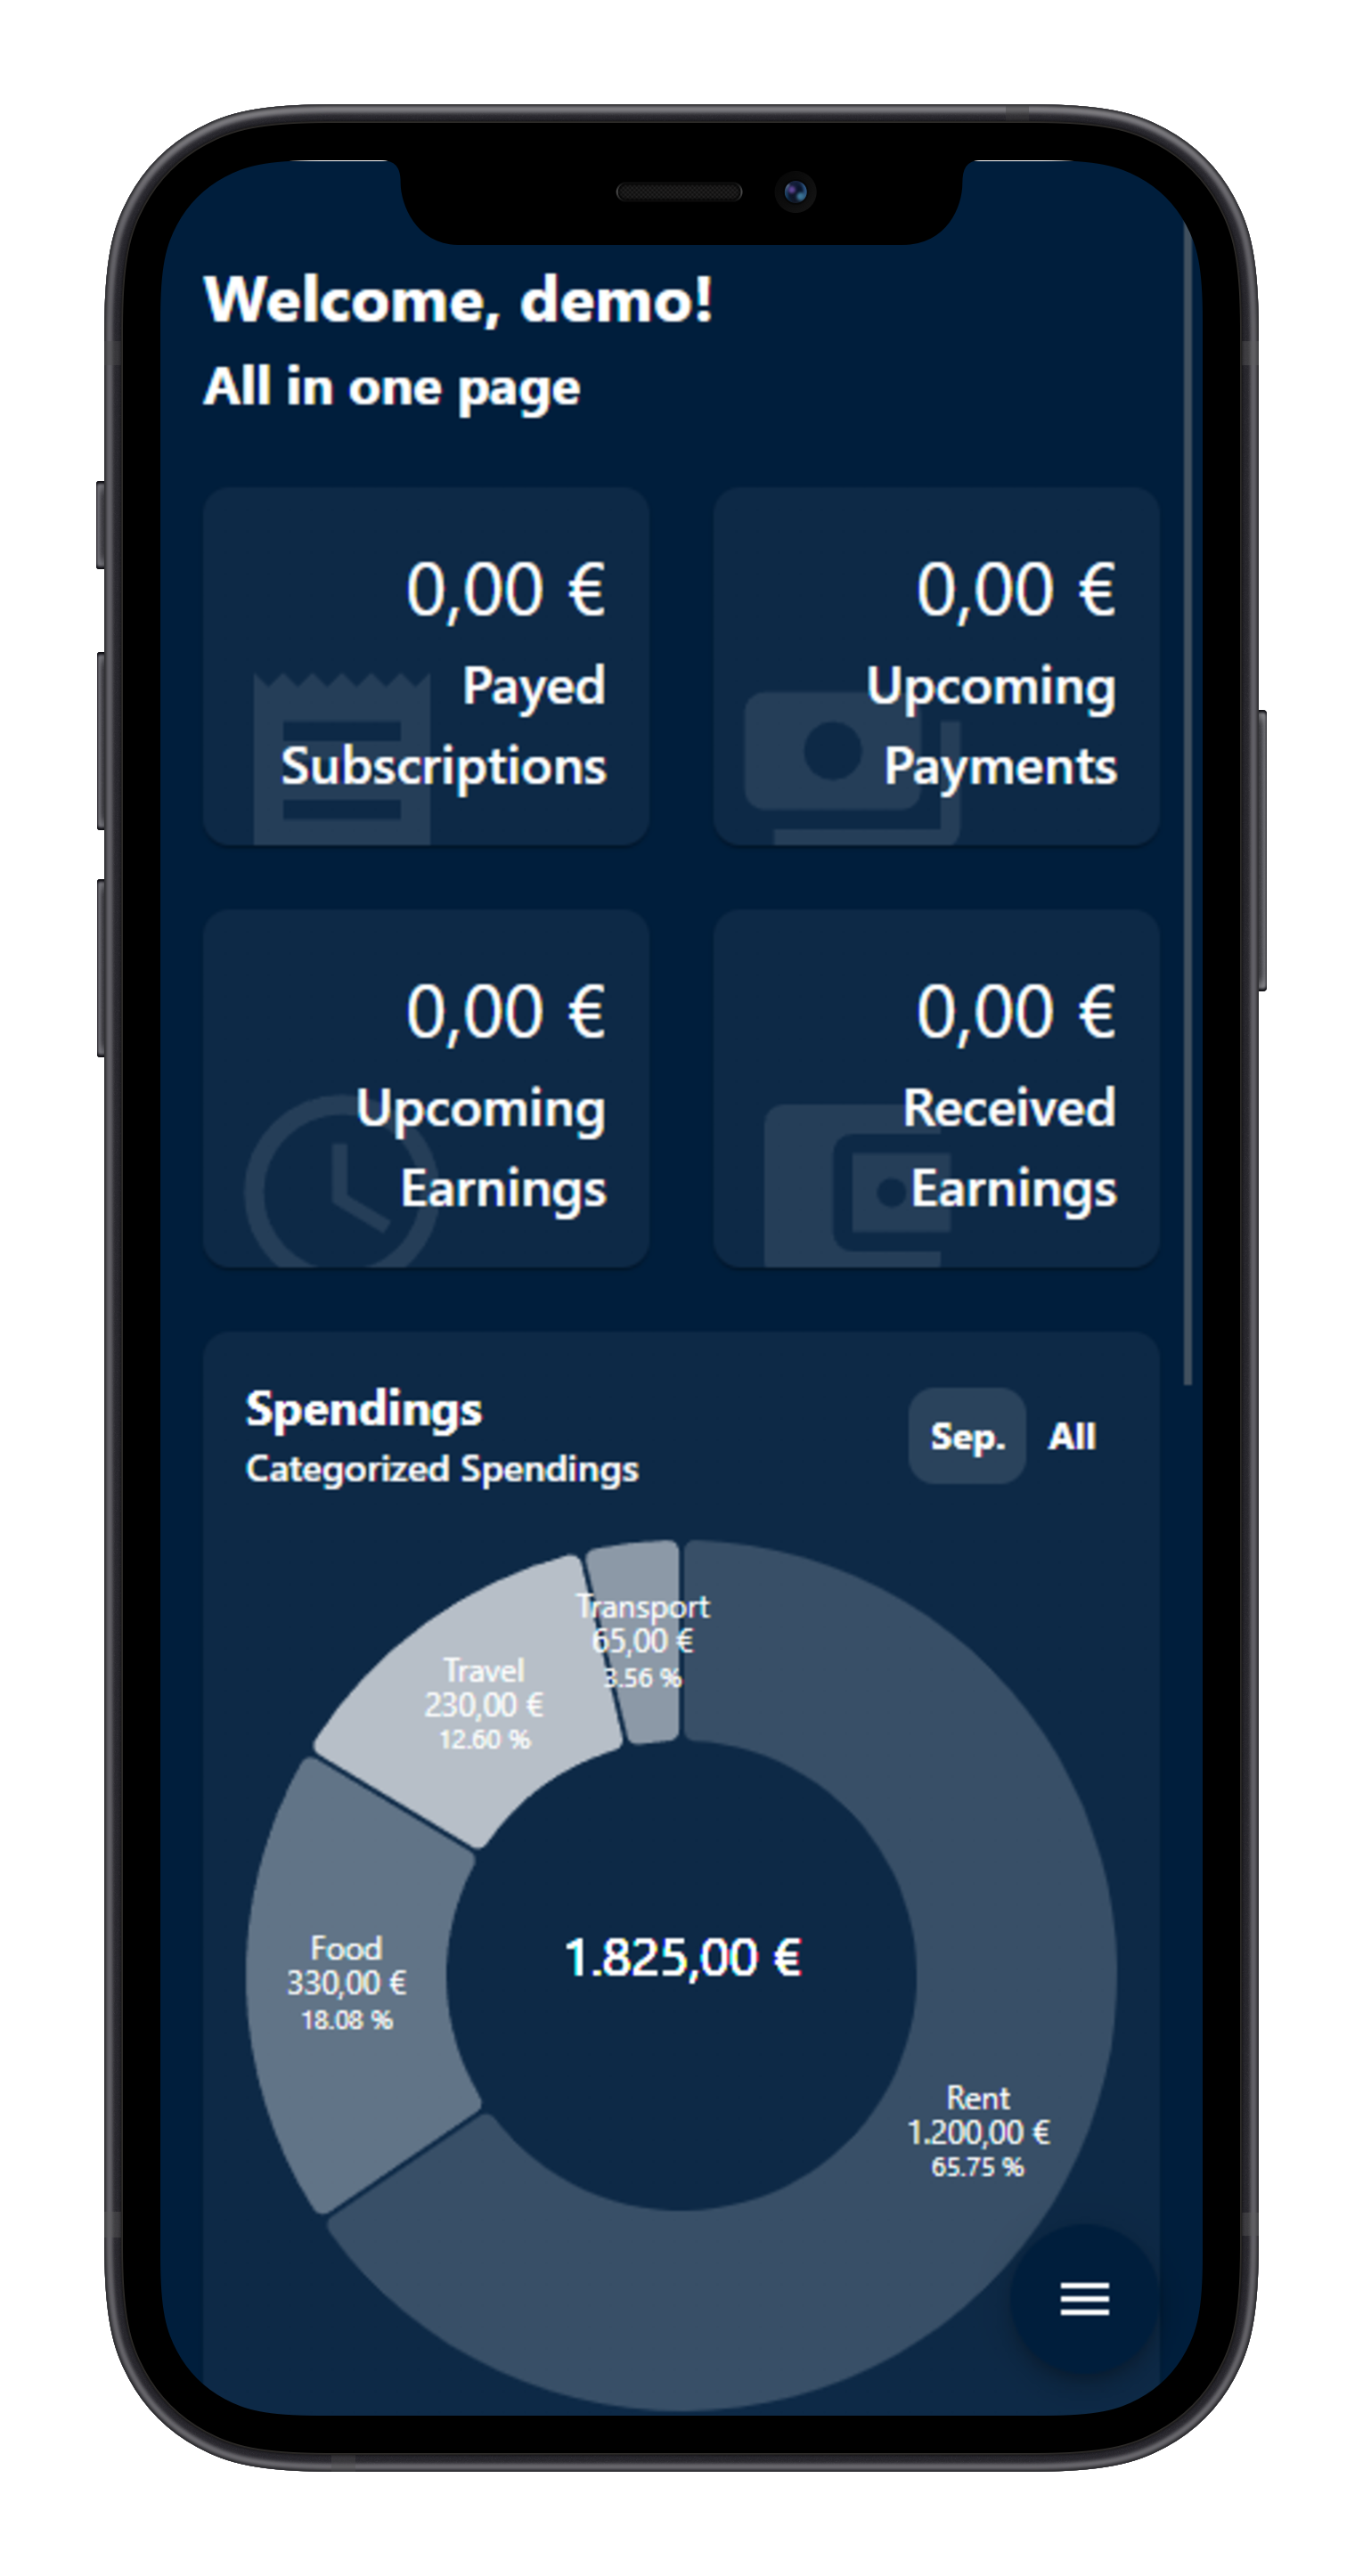 Welcome, demo!
All in one page
0,00 €
Payed
Subscriptions
0,00 €
Upcoming
Payments
0,00 €
Upcoming
Earnings
0,00 €
Received
Earnings
Spendings
Categorized Spendings
Sep.
All
Transport
65,00 €
3.56 %
Travel
230,00 €
12.60 %
Food
330,00 €
18.08 %
1.825,00 €
Rent
1.200,00 €
65.75 %